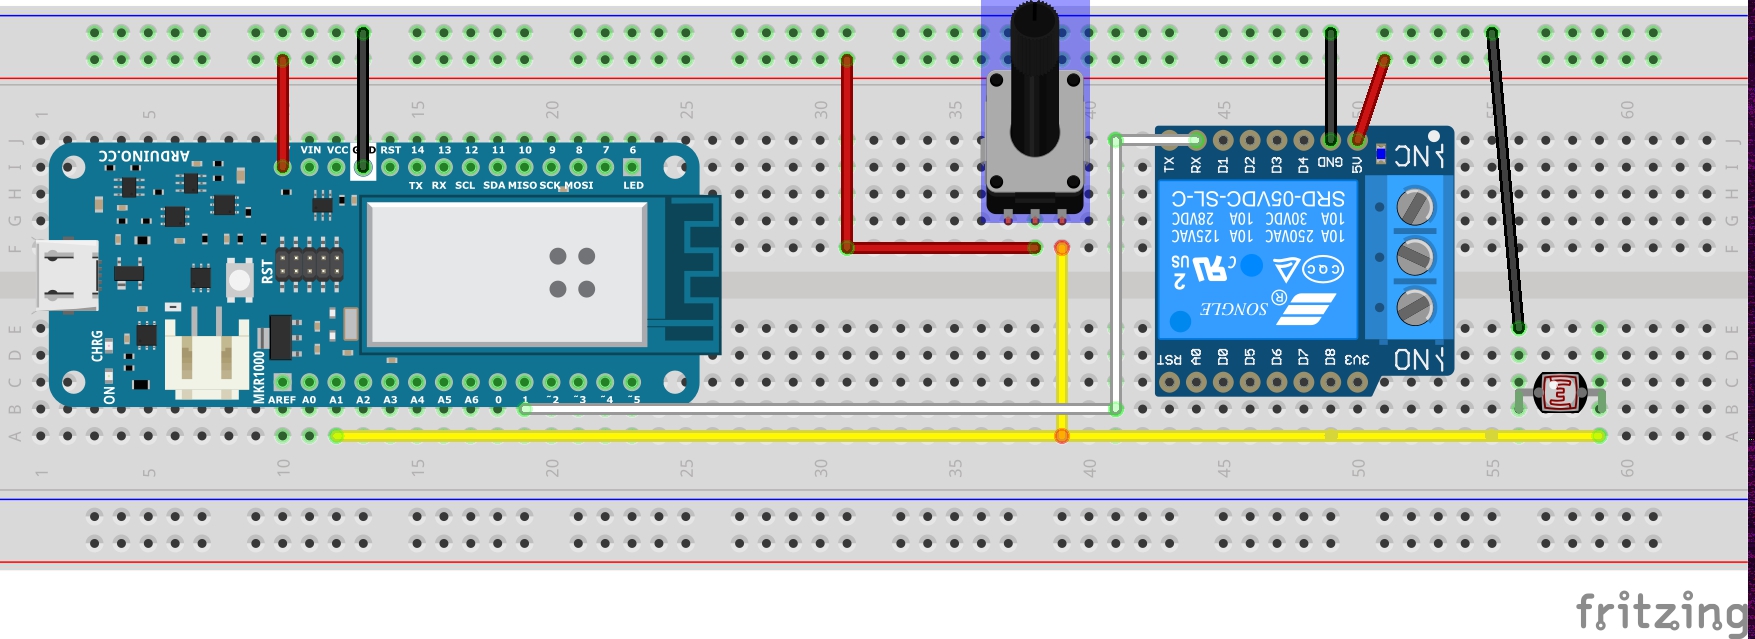 1 5 10 15 20 25 30 35 40 45 50 55 60
J J
I I
H H
G G
F F
E E
D D
C C
B B
A A
ARDUINO.CC
VIN VCC GND RST 14 13 12 11 10 9 8 7 6
TX RX SCL SDA MISO SCK MOSI LED
RST
CHRG
ON
MKR1000
AREF A0 A1 A2 A3 A4 A5 A6 0 1 ~2 ~3 ~4 ~5
TX RX D1 D2 D3 D4 GND 5V
NC
SRD-05VDC-SL-C
10A 30VDC 10A 28VDC
10A 250VAC 10A 125VAC
CQC
C US
2
SONGLE ®
RST A0 D0 D5 D6 D7 D8 3V3
NO
1 5 10 15 20 25 30 35 40 45 50 55 60
fritzing